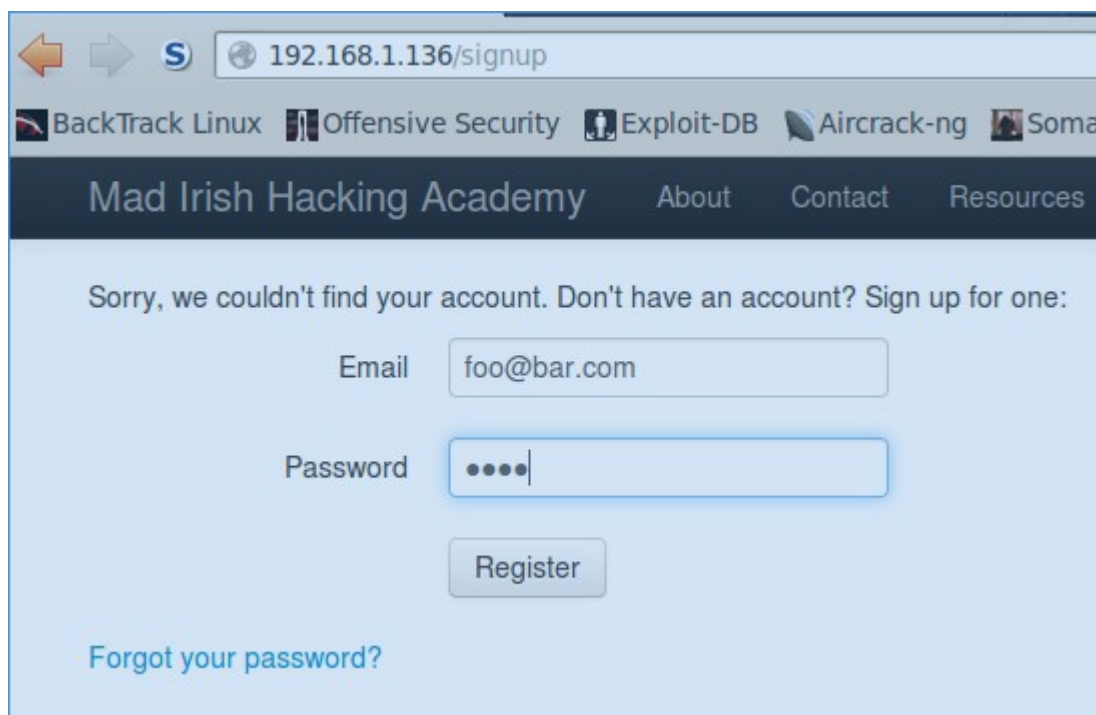 192.168.1.136/signup
BackTrack Linux Offensive Security Exploit-DB Aircrack-ng Soma
Mad Irish Hacking Academy About Contact Resources
Sorry, we couldn't find your account. Don't have an account? Sign up for one:
Email foo@bar.com
Password ••••
Register
Forgot your password?